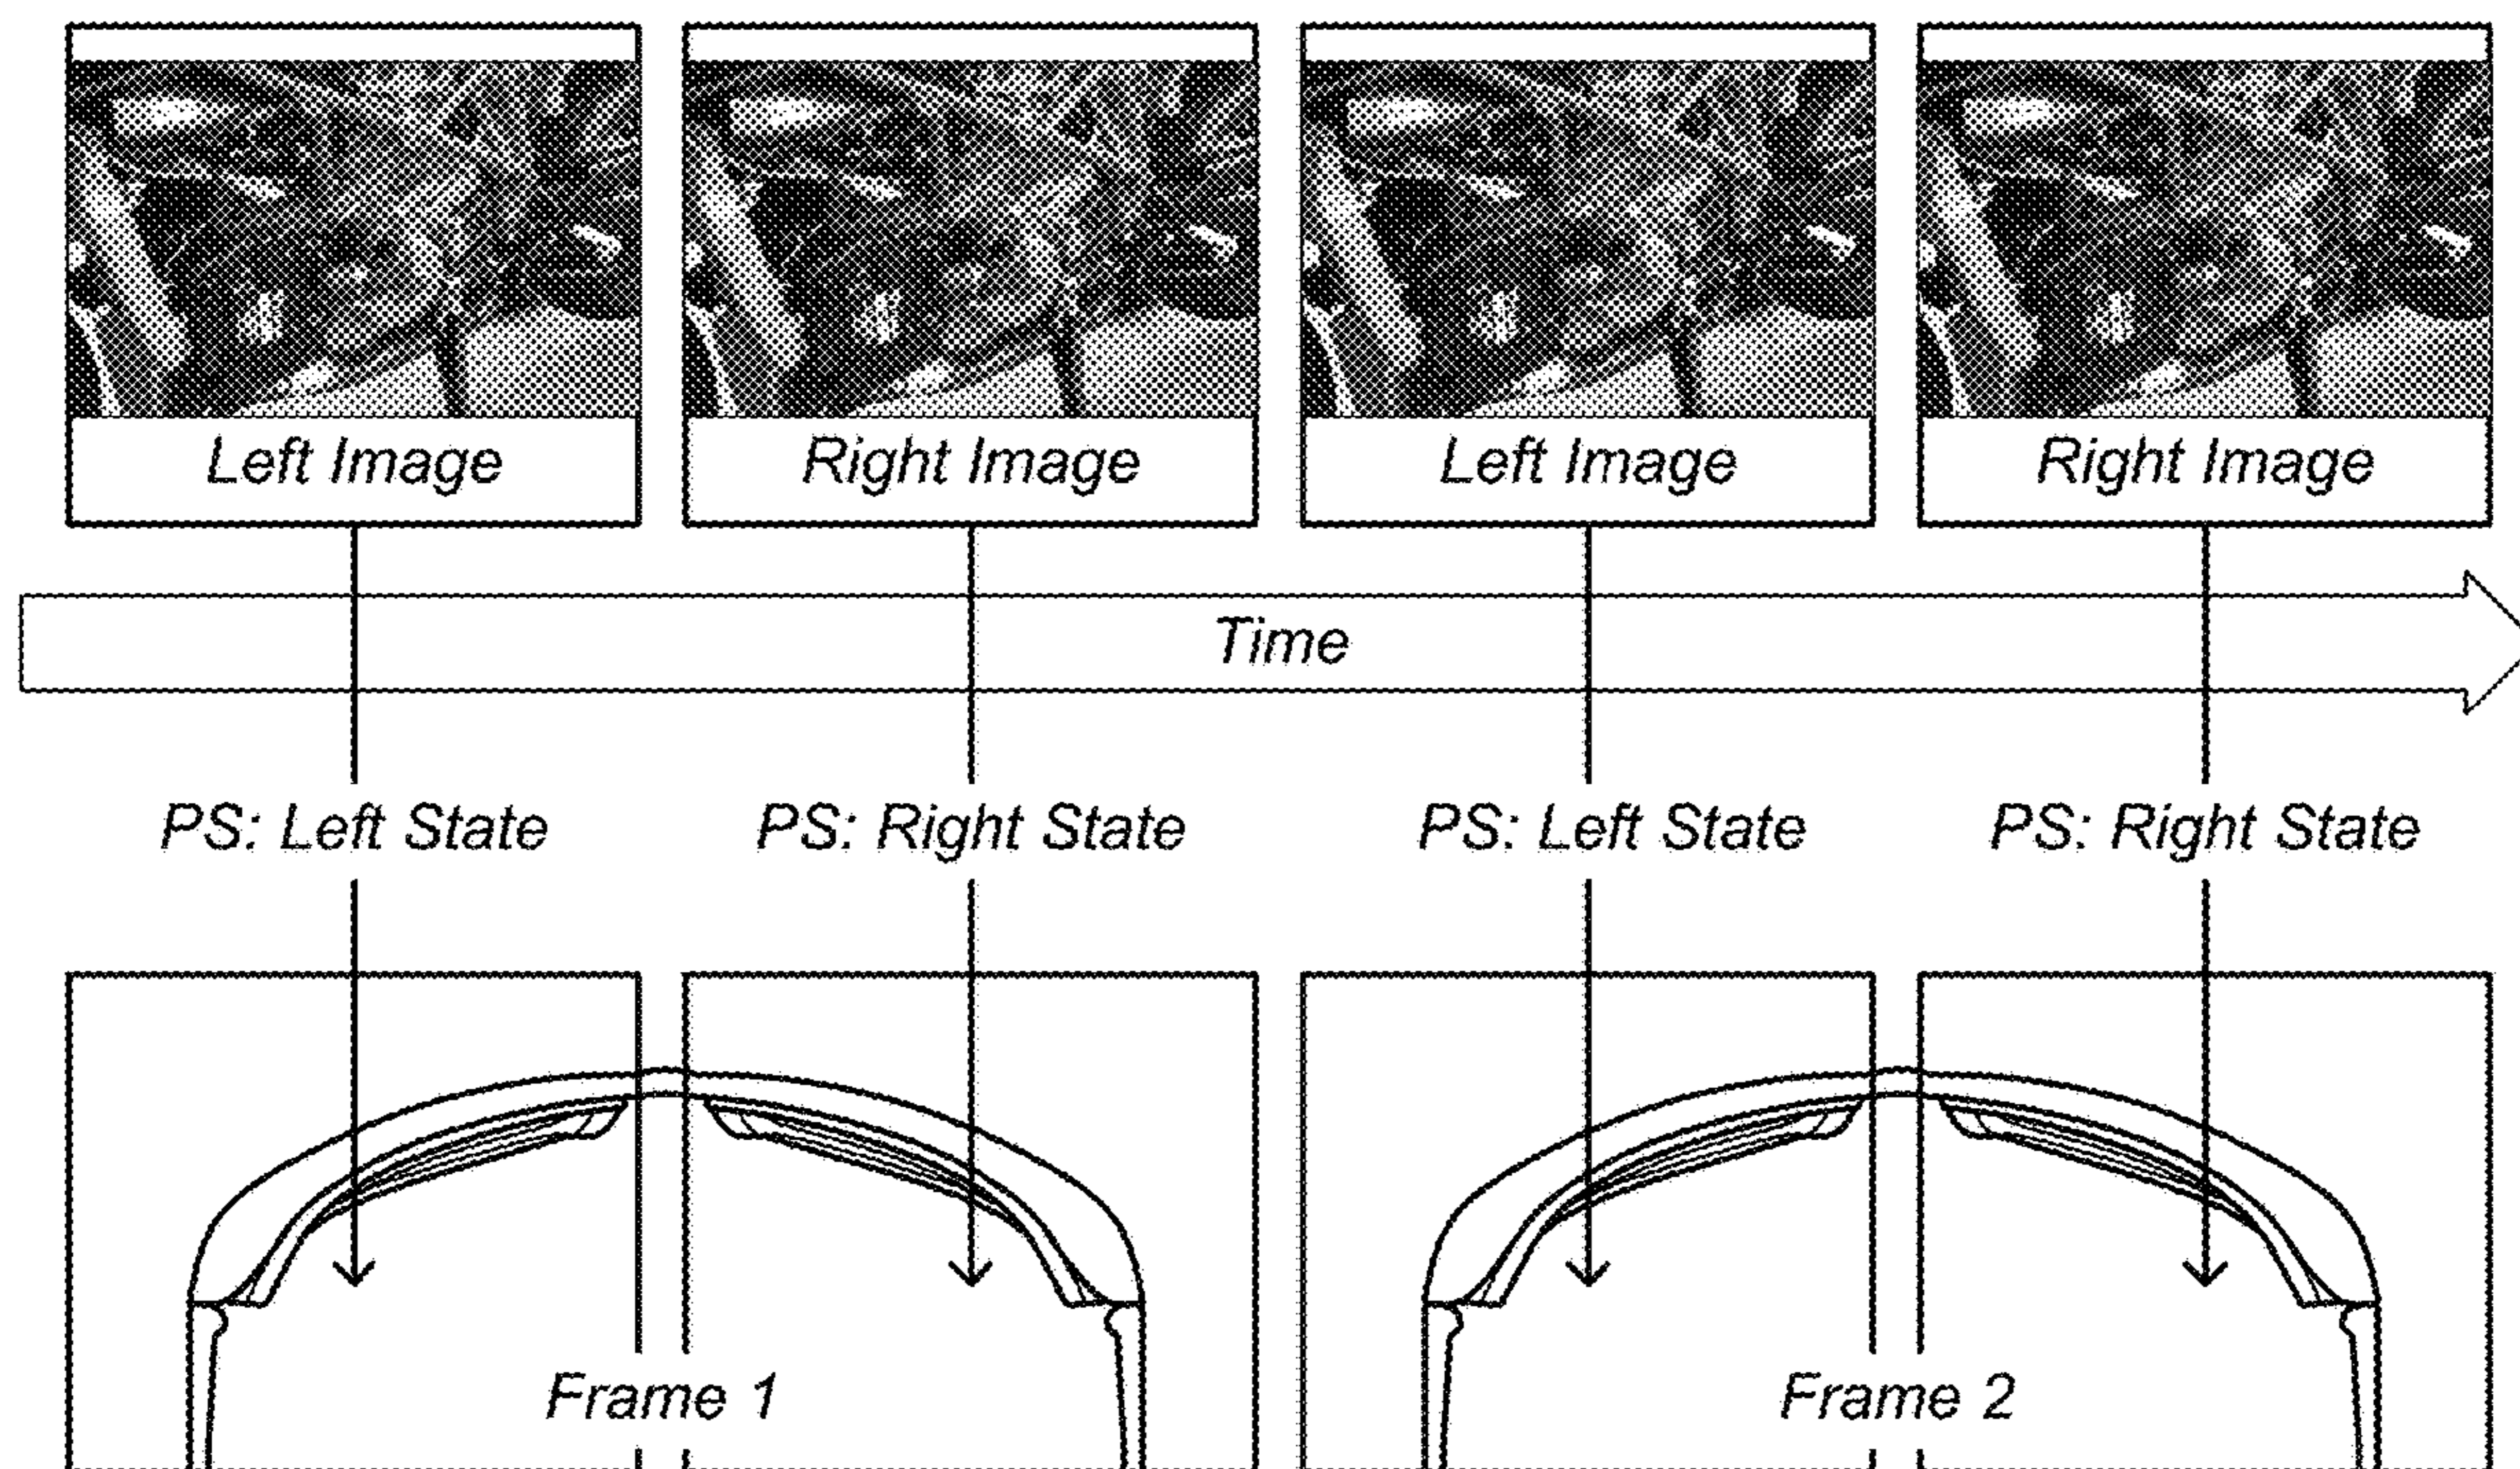 Left Image
Right Image
Left Image
Right Image
Time
PS: Left State
PS: Right State
PS: Left State
PS: Right State
Frame 1
Frame 2